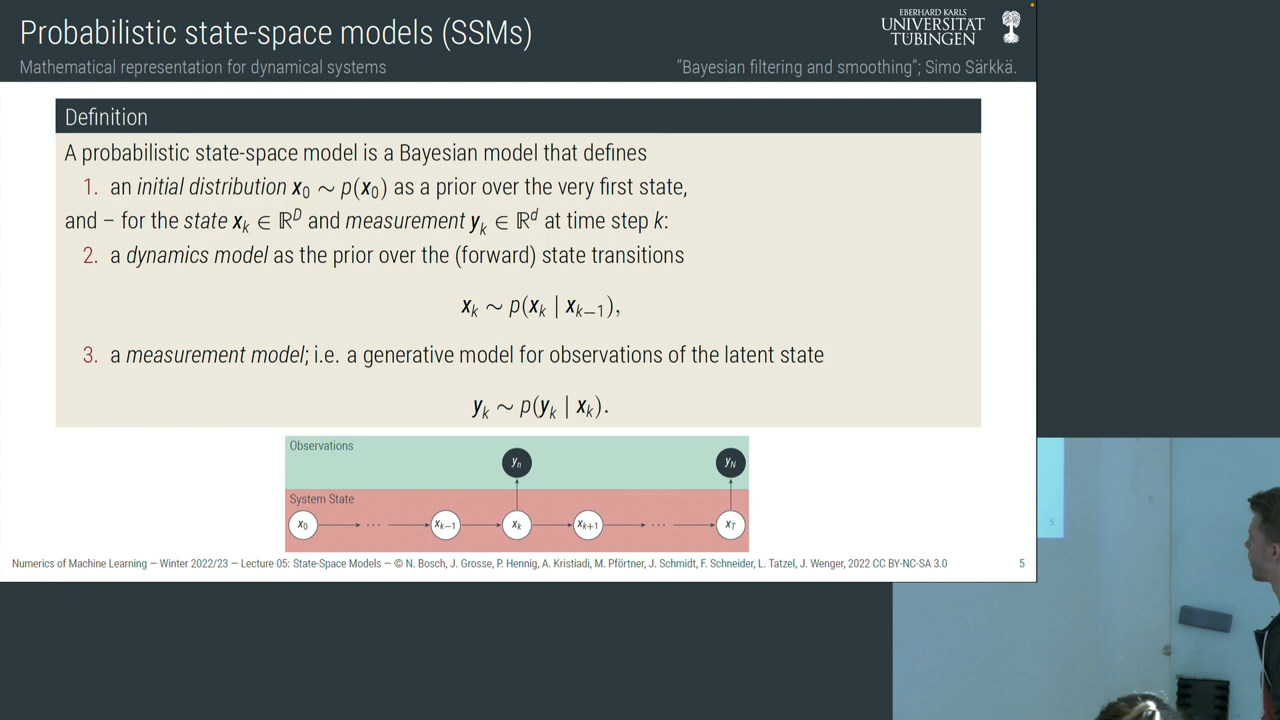 Probabilistic state-space models (SSMs)
EBERHARD KARLS
UNIVERSITÄT
TÜBINGEN
Mathematical representation for dynamical systems
"Bayesian filtering and smoothing"; Simo Särkkä.
Definition
A probabilistic state-space model is a Bayesian model that defines
1. an initial distribution x₀ ∼ p(x₀) as a prior over the very first state,
and – for the state xₖ ∈ ℝᴰ and measurement yₖ ∈ ℝᵈ at time step k:
2. a dynamics model as the prior over the (forward) state transitions
xₖ ∼ p(xₖ | xₖ₋₁),
3. a measurement model; i.e. a generative model for observations of the latent state
yₖ ∼ p(yₖ | xₖ).
Observations
yₙ y_N
System State
x₀ ... xₖ₋₁ xₖ xₖ₊₁ ... x_T
Numerics of Machine Learning — Winter 2022/23 — Lecture 05: State-Space Models — © N. Bosch, J. Grosse, P. Hennig, A. Kristiadi, M. Pförtner, J. Schmidt, F. Schneider, L. Tatzel, J. Wenger, 2022 CC BY-NC-SA 3.0
5
5